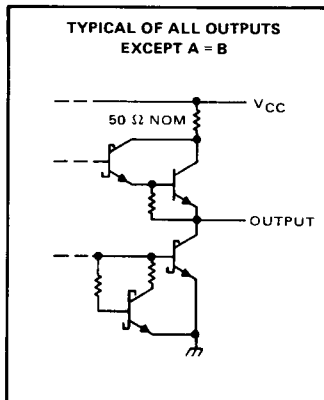 TYPICAL OF ALL OUTPUTS
EXCEPT A = B
VCC
50 Ω NOM
OUTPUT